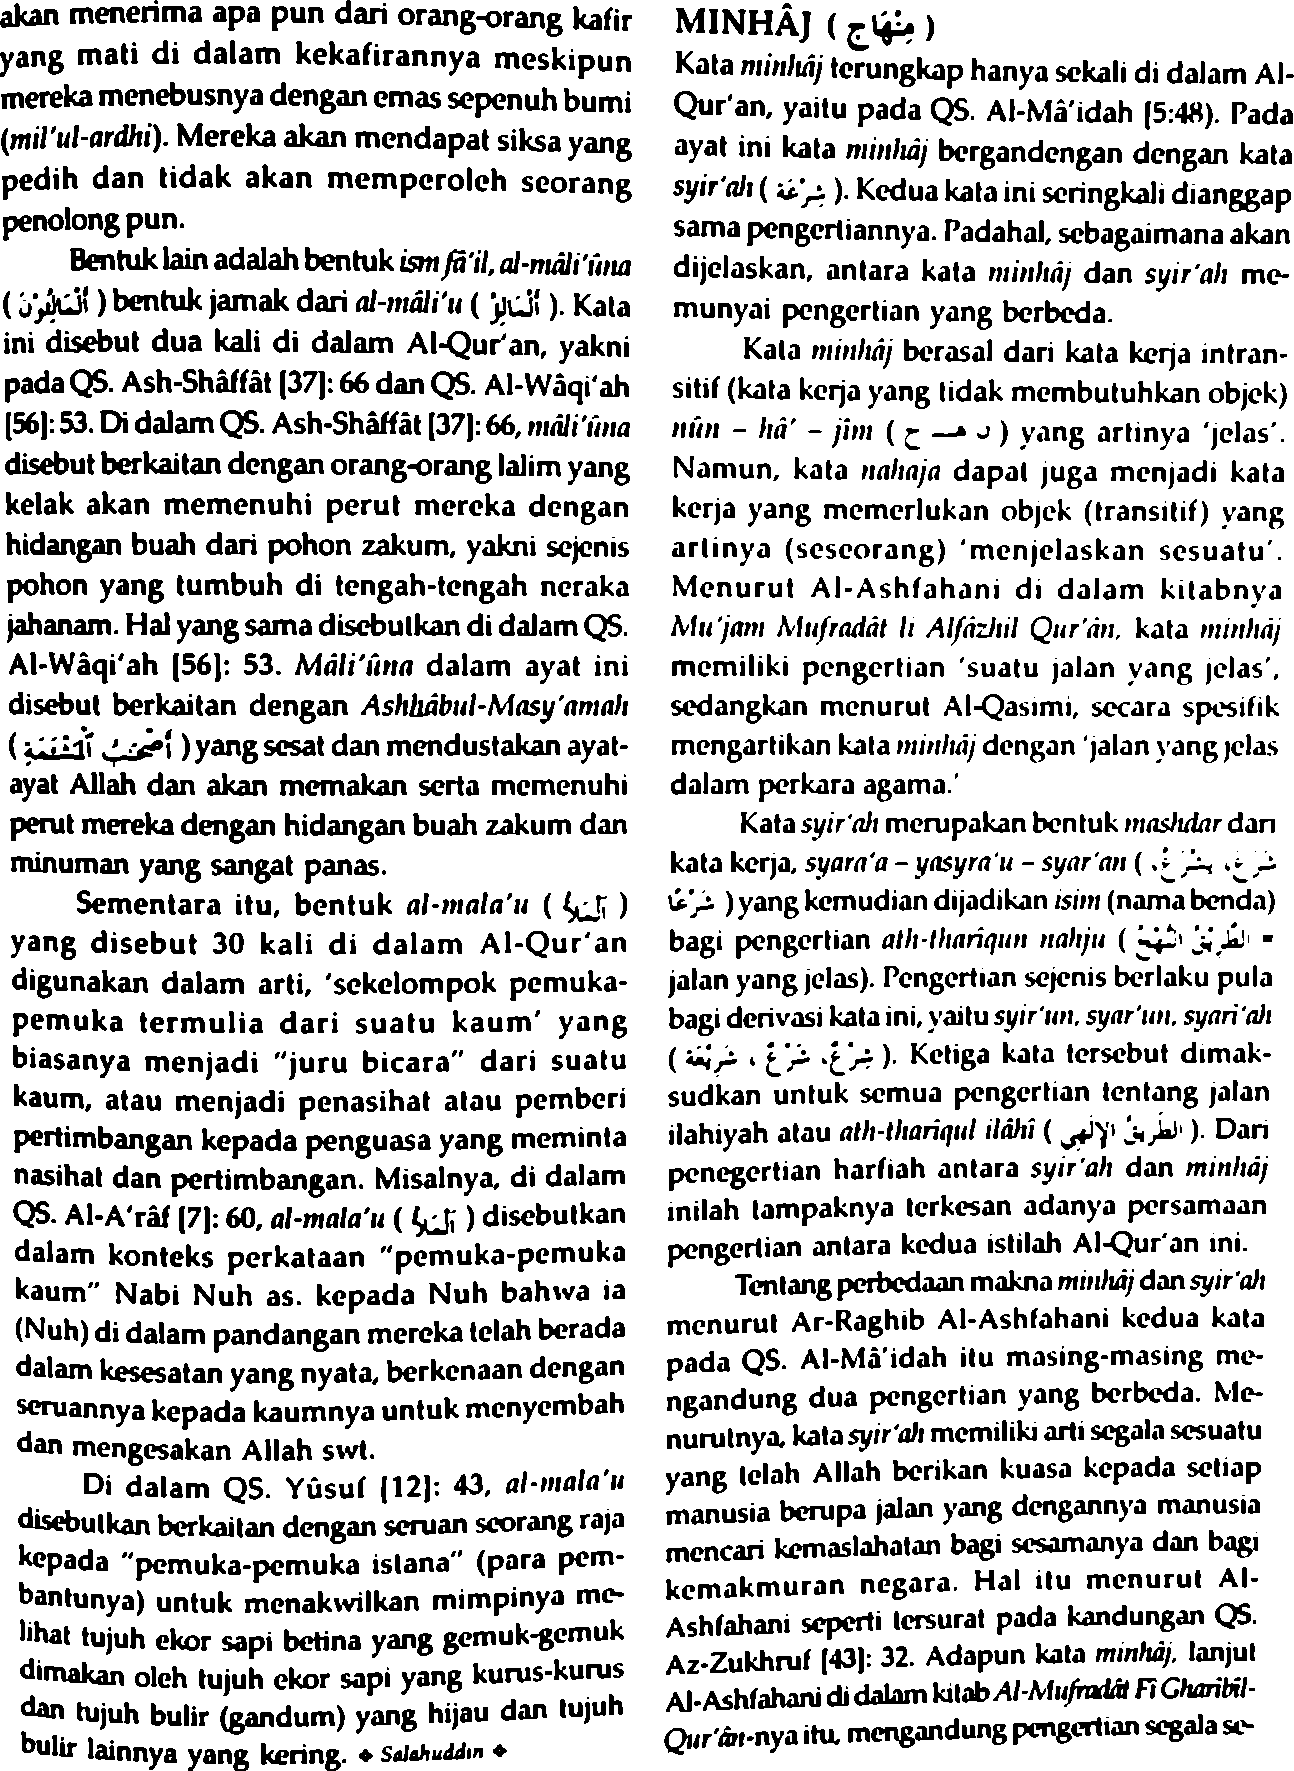 akan menerima apa pun dari orang-orang kafir
yang mati di dalam kekafirannya meskipun
mereka menebusnya dengan emas sepenuh bumi
(mil'ul-ardhi). Mereka akan mendapat siksa yang
pedih dan tidak akan memperoleh seorang
penolong pun.
Bentuk lain adalah bentuk ism fâ'il, al-mâli'ûna
( اَلْمَالِئُوْنَ ) bentuk jamak dari al-mâli'u ( اَلْمَالِئُ ). Kata
ini disebut dua kali di dalam Al-Qur'an, yakni
pada QS. Ash-Shâffât [37]: 66 dan QS. Al-Wâqi'ah
[56]: 53. Di dalam QS. Ash-Shâffât [37]: 66, mâli'ûna
disebut berkaitan dengan orang-orang lalim yang
kelak akan memenuhi perut mereka dengan
hidangan buah dari pohon zakum, yakni sejenis
pohon yang tumbuh di tengah-tengah neraka
jahanam. Hal yang sama disebutkan di dalam QS.
Al-Wâqi'ah [56]: 53. Mâli'ûna dalam ayat ini
disebut berkaitan dengan Ashhâbul-Masy'amah
( أَصْحَٰبُ ٱلْمَشْـَٔمَةِ ) yang sesat dan mendustakan ayat-
ayat Allah dan akan memakan serta memenuhi
perut mereka dengan hidangan buah zakum dan
minuman yang sangat panas.
Sementara itu, bentuk al-mala'u ( ٱلْمَلَأُ )
yang disebut 30 kali di dalam Al-Qur'an
digunakan dalam arti, 'sekelompok pemuka-
pemuka termulia dari suatu kaum' yang
biasanya menjadi "juru bicara" dari suatu
kaum, atau menjadi penasihat atau pemberi
pertimbangan kepada penguasa yang meminta
nasihat dan pertimbangan. Misalnya, di dalam
QS. Al-A'râf [7]: 60, al-mala'u ( ٱلْمَلَأُ ) disebutkan
dalam konteks perkataan "pemuka-pemuka
kaum" Nabi Nuh as. kepada Nuh bahwa ia
(Nuh) di dalam pandangan mereka telah berada
dalam kesesatan yang nyata, berkenaan dengan
seruannya kepada kaumnya untuk menyembah
dan mengesakan Allah swt.
Di dalam QS. Yûsuf [12]: 43, al-mala'u
disebutkan berkaitan dengan seruan seorang raja
kepada "pemuka-pemuka istana" (para pem-
bantunya) untuk menakwilkan mimpinya me-
lihat tujuh ekor sapi betina yang gemuk-gemuk
dimakan oleh tujuh ekor sapi yang kurus-kurus
dan tujuh bulir (gandum) yang hijau dan tujuh
bulir lainnya yang kering. ♦ Salahuddin ♦
MINHÂJ ( مِنْهَاج )
Kata minhâj terungkap hanya sekali di dalam Al-
Qur'an, yaitu pada QS. Al-Mâ'idah [5:48). Pada
ayat ini kata minhâj bergandengan dengan kata
syir'ah ( شِرْعَة ). Kedua kata ini seringkali dianggap
sama pengertiannya. Padahal, sebagaimana akan
dijelaskan, antara kata minhâj dan syir'ah me-
munyai pengertian yang berbeda.
Kata minhâj berasal dari kata kerja intran-
sitif (kata kerja yang tidak membutuhkan objek)
nûn – hâ' – jîm ( ن هـ ج ) yang artinya 'jelas'.
Namun, kata nahaja dapat juga menjadi kata
kerja yang memerlukan objek (transitif) yang
artinya (seseorang) 'menjelaskan sesuatu'.
Menurut Al-Ashfahani di dalam kitabnya
Mu'jam Mufradât li Alfâzhil Qur'ân, kata minhâj
memiliki pengertian 'suatu jalan yang jelas',
sedangkan menurut Al-Qasimi, secara spesifik
mengartikan kata minhâj dengan 'jalan yang jelas
dalam perkara agama.'
Kata syir'ah merupakan bentuk mashdar dari
kata kerja, syara'a – yasyra'u – syar'an ( شَرَعَ، يَشْرَعُ،
شَرْعًا ) yang kemudian dijadikan isim (nama benda)
bagi pengertian ath-tharîqun nahju ( الطَّرِيْقُ النَّهْجُ =
jalan yang jelas). Pengertian sejenis berlaku pula
bagi derivasi kata ini, yaitu syir'un, syar'un, syarî'ah
( شِرْعٌ، شَرْعٌ، شَرِيْعَة ). Ketiga kata tersebut dimak-
sudkan untuk semua pengertian tentang jalan
ilahiyah atau ath-tharîqul ilâhî ( الطَّرِيقُ الإِلٰهِي ). Dari
penegertian harfiah antara syir'ah dan minhâj
inilah tampaknya terkesan adanya persamaan
pengertian antara kedua istilah Al-Qur'an ini.
Tentang perbedaan makna minhâj dan syir'ah
menurut Ar-Raghib Al-Ashfahani kedua kata
pada QS. Al-Mâ'idah itu masing-masing me-
ngandung dua pengertian yang berbeda. Me-
nurutnya, kata syir'ah memiliki arti segala sesuatu
yang telah Allah berikan kuasa kepada setiap
manusia berupa jalan yang dengannya manusia
mencari kemaslahatan bagi sesamanya dan bagi
kemakmuran negara. Hal itu menurut Al-
Ashfahani seperti tersurat pada kandungan QS.
Az-Zukhruf [43]: 32. Adapun kata minhâj, lanjut
Al-Ashfahani di dalam kitab Al-Mufradât Fî Gharîbil-
Qur'ân-nya itu, mengandung pengertian segala se-